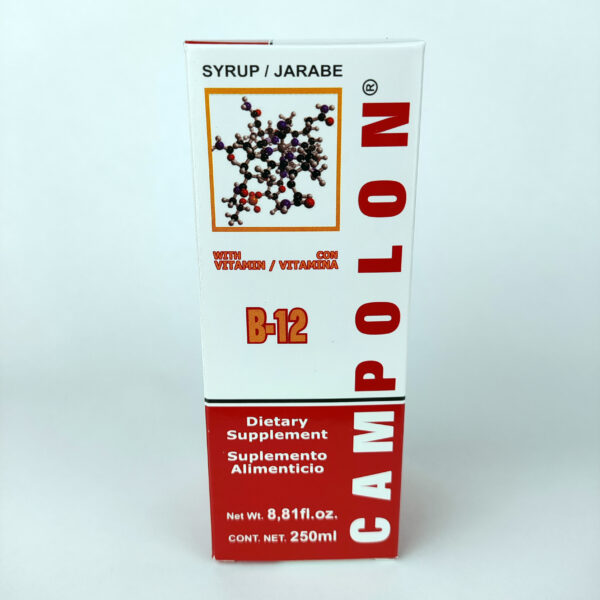 SYRUP / JARABE
WITH CON
VITAMIN / VITAMINA
B-12
CAMPOLON®
Dietary
Supplement
Suplemento
Alimenticio
Net Wt. 8,81fl.oz.
CONT. NET. 250ml